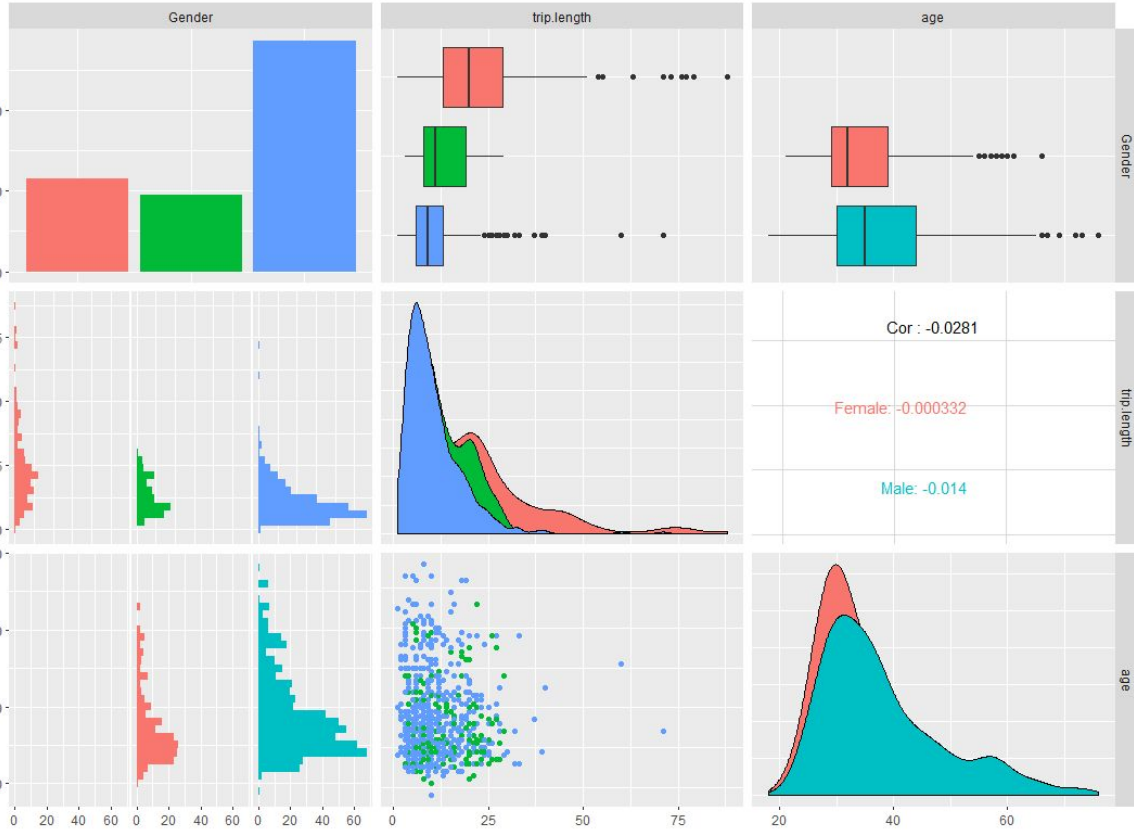 Gender trip.length age
Gender
Cor : -0.0281
Female: -0.000332
Male: -0.014
trip.length
age
0 20 40 60 0 20 40 60 0 20 40 60 0 25 50 75 20 40 60